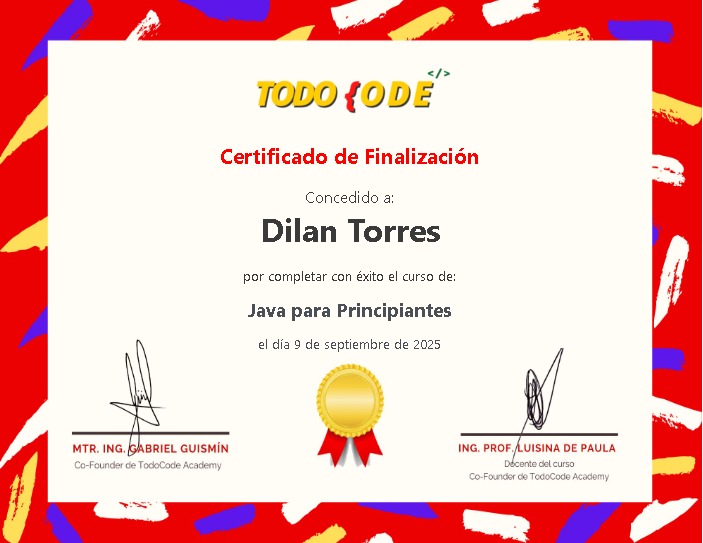 </>
TODO {ODE
Certificado de Finalización
Concedido a:
Dilan Torres
por completar con éxito el curso de:
Java para Principiantes
el día 9 de septiembre de 2025
MTR. ING. GABRIEL GUISMÍN
Co-Founder de TodoCode Academy
ING. PROF. LUISINA DE PAULA
Docente del curso
Co-Founder de TodoCode Academy